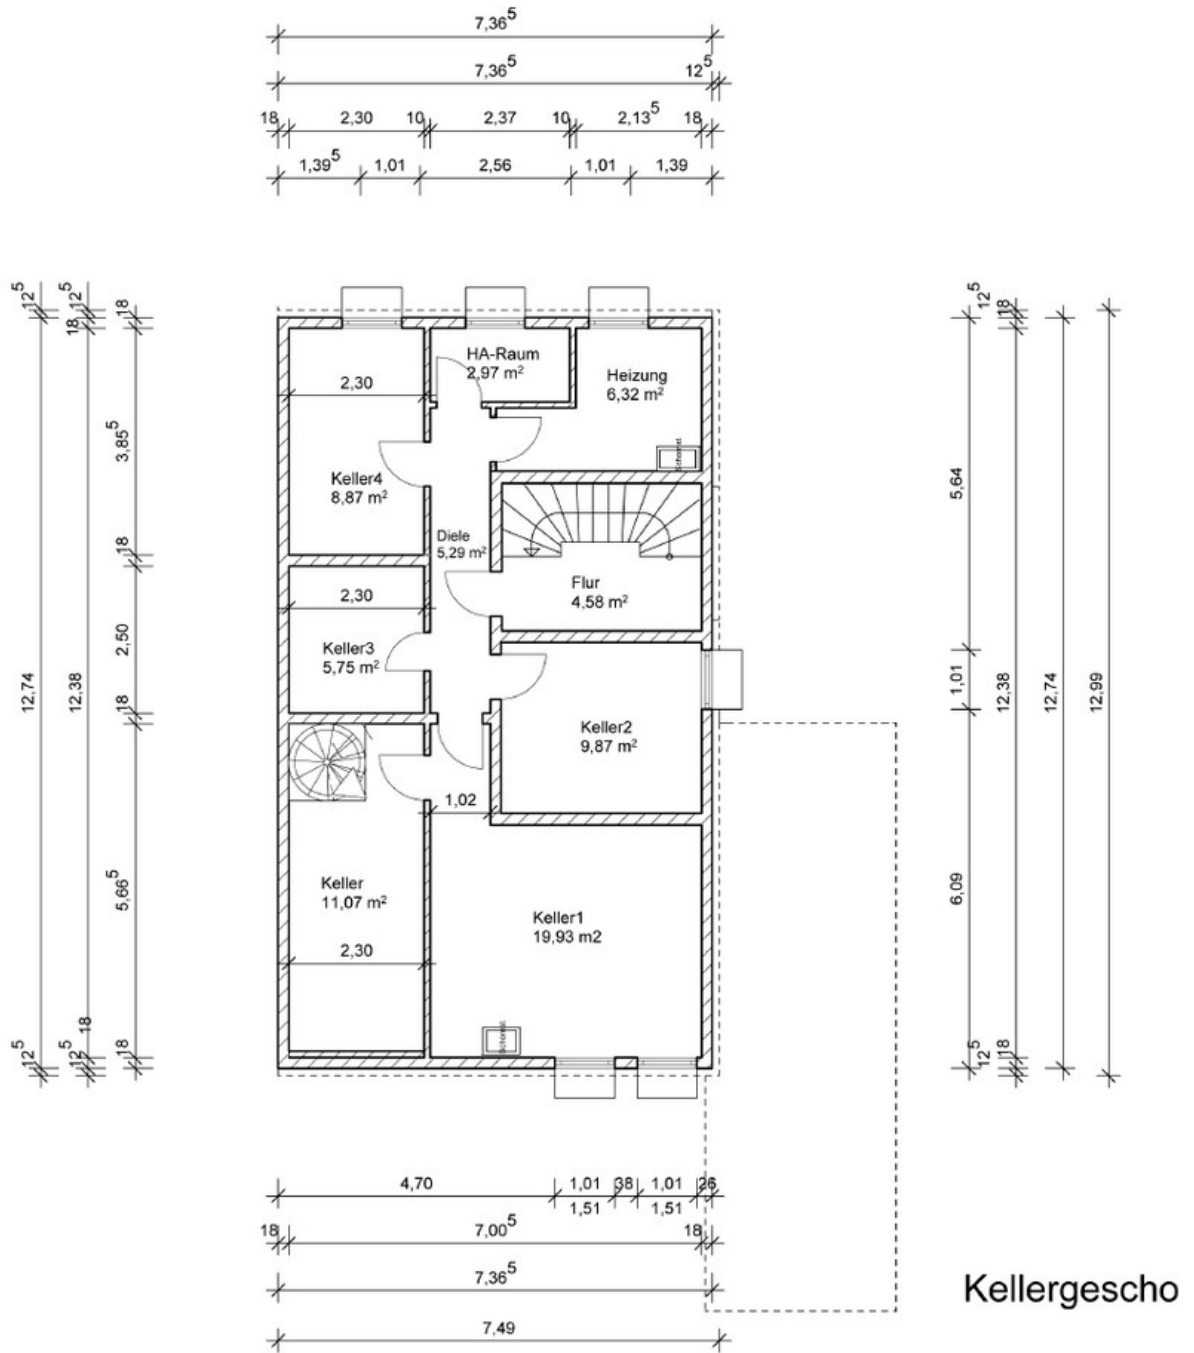 7,36⁵
7,36⁵ 12⁵
18 2,30 10 2,37 10 2,13⁵ 18
1,39⁵ 1,01 2,56 1,01 1,39
12⁵ 12,74 12⁵
12⁵ 18 12,38 18 12⁵
18 3,85⁵ 18 2,50 18 5,66⁵ 18
HA-Raum
2,97 m²
Heizung
6,32 m²
2,30
Schornst.
Keller4
8,87 m²
Diele
5,29 m²
Flur
4,58 m²
2,30
Keller3
5,75 m²
Keller2
9,87 m²
1,02
Keller
11,07 m²
Keller1
19,93 m2
2,30
Schornst.
5,64 1,01 6,09
12⁵ 18 12,38 18 12⁵
12,74
12,99
4,70 1,01 38 1,01 26
1,51 1,51
18 7,00⁵ 18
7,36⁵
7,49
Kellergescho